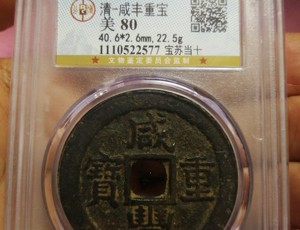 清-咸丰重宝
美 80
40.6*2.6mm,22.5g
1110522577 宝苏当十
★ 文物鉴定委员会监制 ★
咸
寶 重
豐